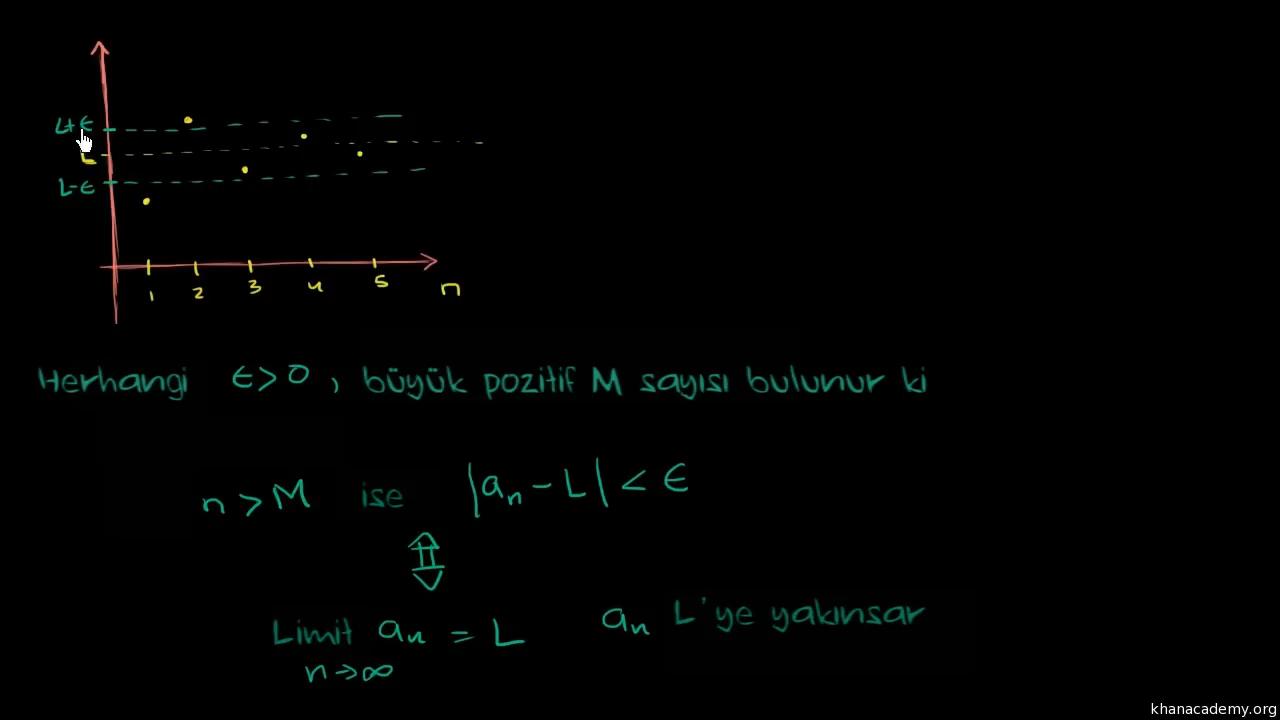 L+ϵ
L
L-ϵ
1 2 3 4 5 n
Herhangi ϵ>0, büyük pozitif M sayısı bulunur ki
n>M ise |aₙ-L|<ϵ
⇕
Limit aₙ = L aₙ L'ye yakınsar
n→∞
khanacademy.org